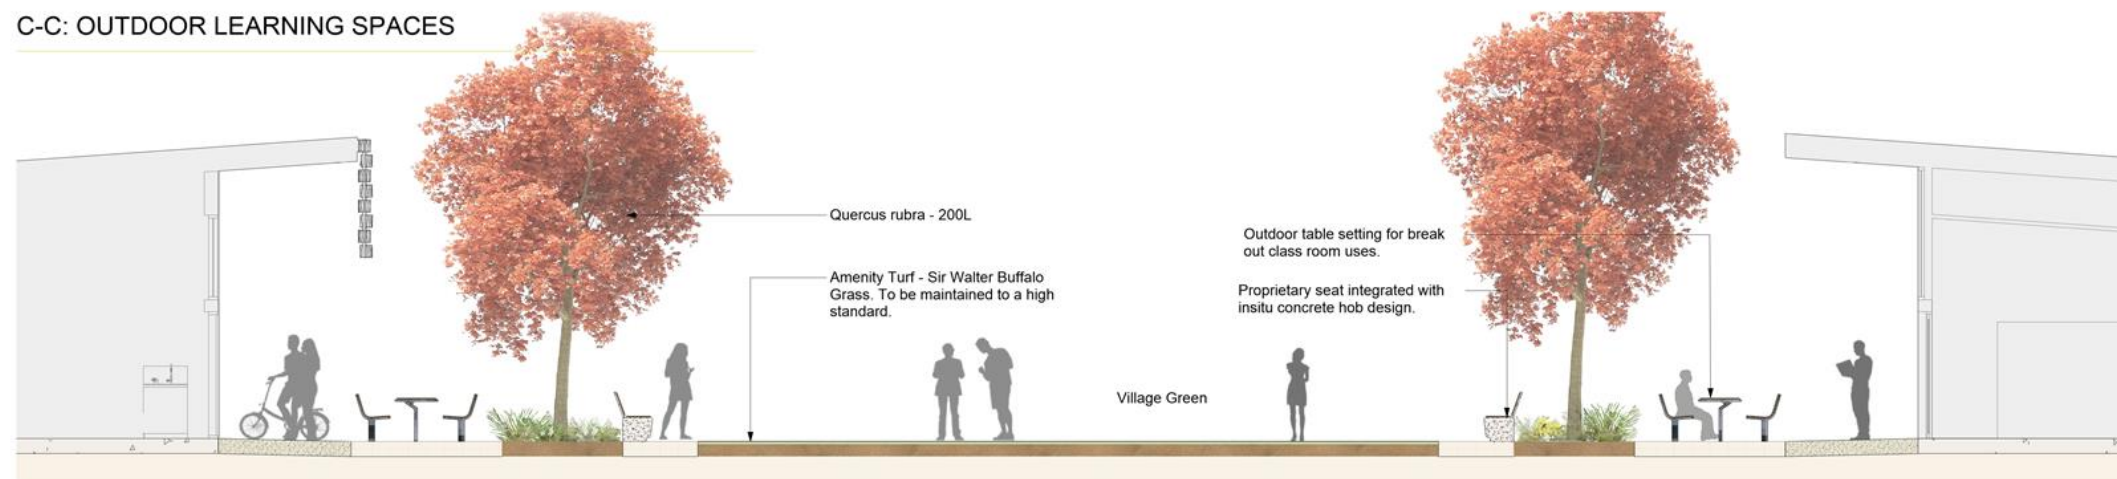 C-C: OUTDOOR LEARNING SPACES
Quercus rubra - 200L
Amenity Turf - Sir Walter Buffalo
Grass. To be maintained to a high
standard.
Village Green
Outdoor table setting for break
out class room uses.
Proprietary seat integrated with
insitu concrete hob design.